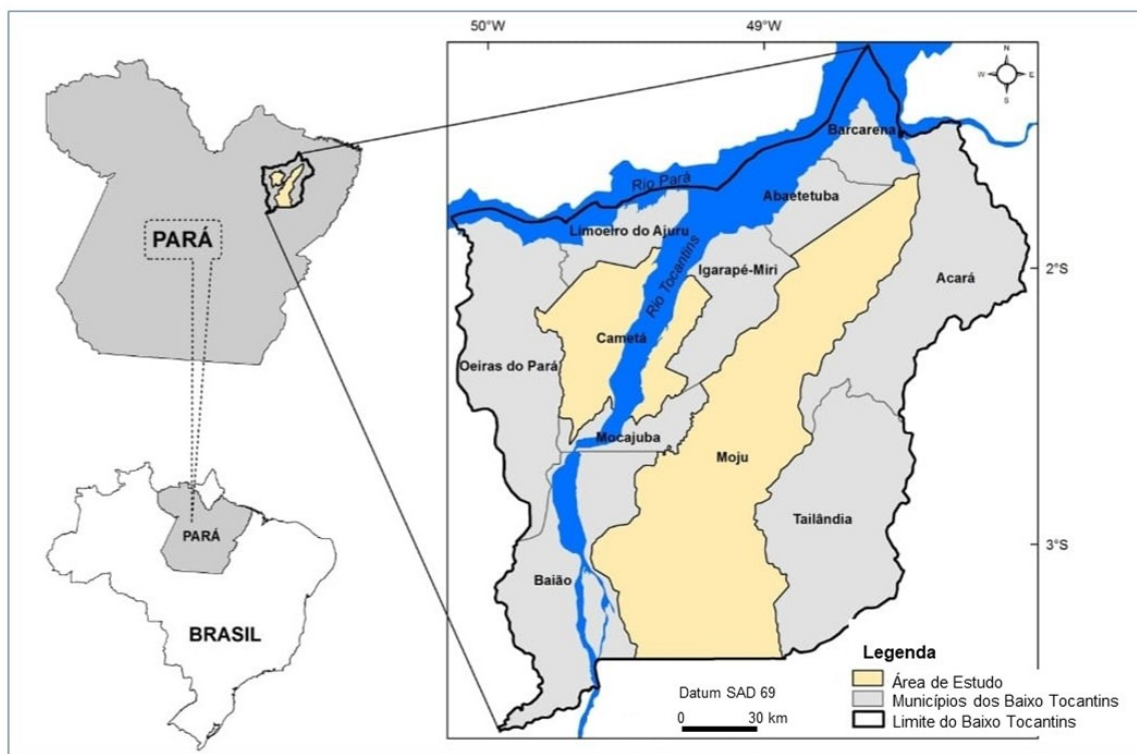 50°W
49°W
N
W
E
S
Barcarena
Rio Pará
Abaetetuba
PARÁ
Limoeiro do Ajuru
Rio Tocantins
Igarapé-Miri
2°S
Acará
Cametá
Oeiras do Pará
Mocajuba
Moju
Tailândia
PARÁ
3°S
Baião
BRASIL
Legenda
Área de Estudo
Municípios dos Baixo Tocantins
Limite do Baixo Tocantins
Datum SAD 69
0 30 km